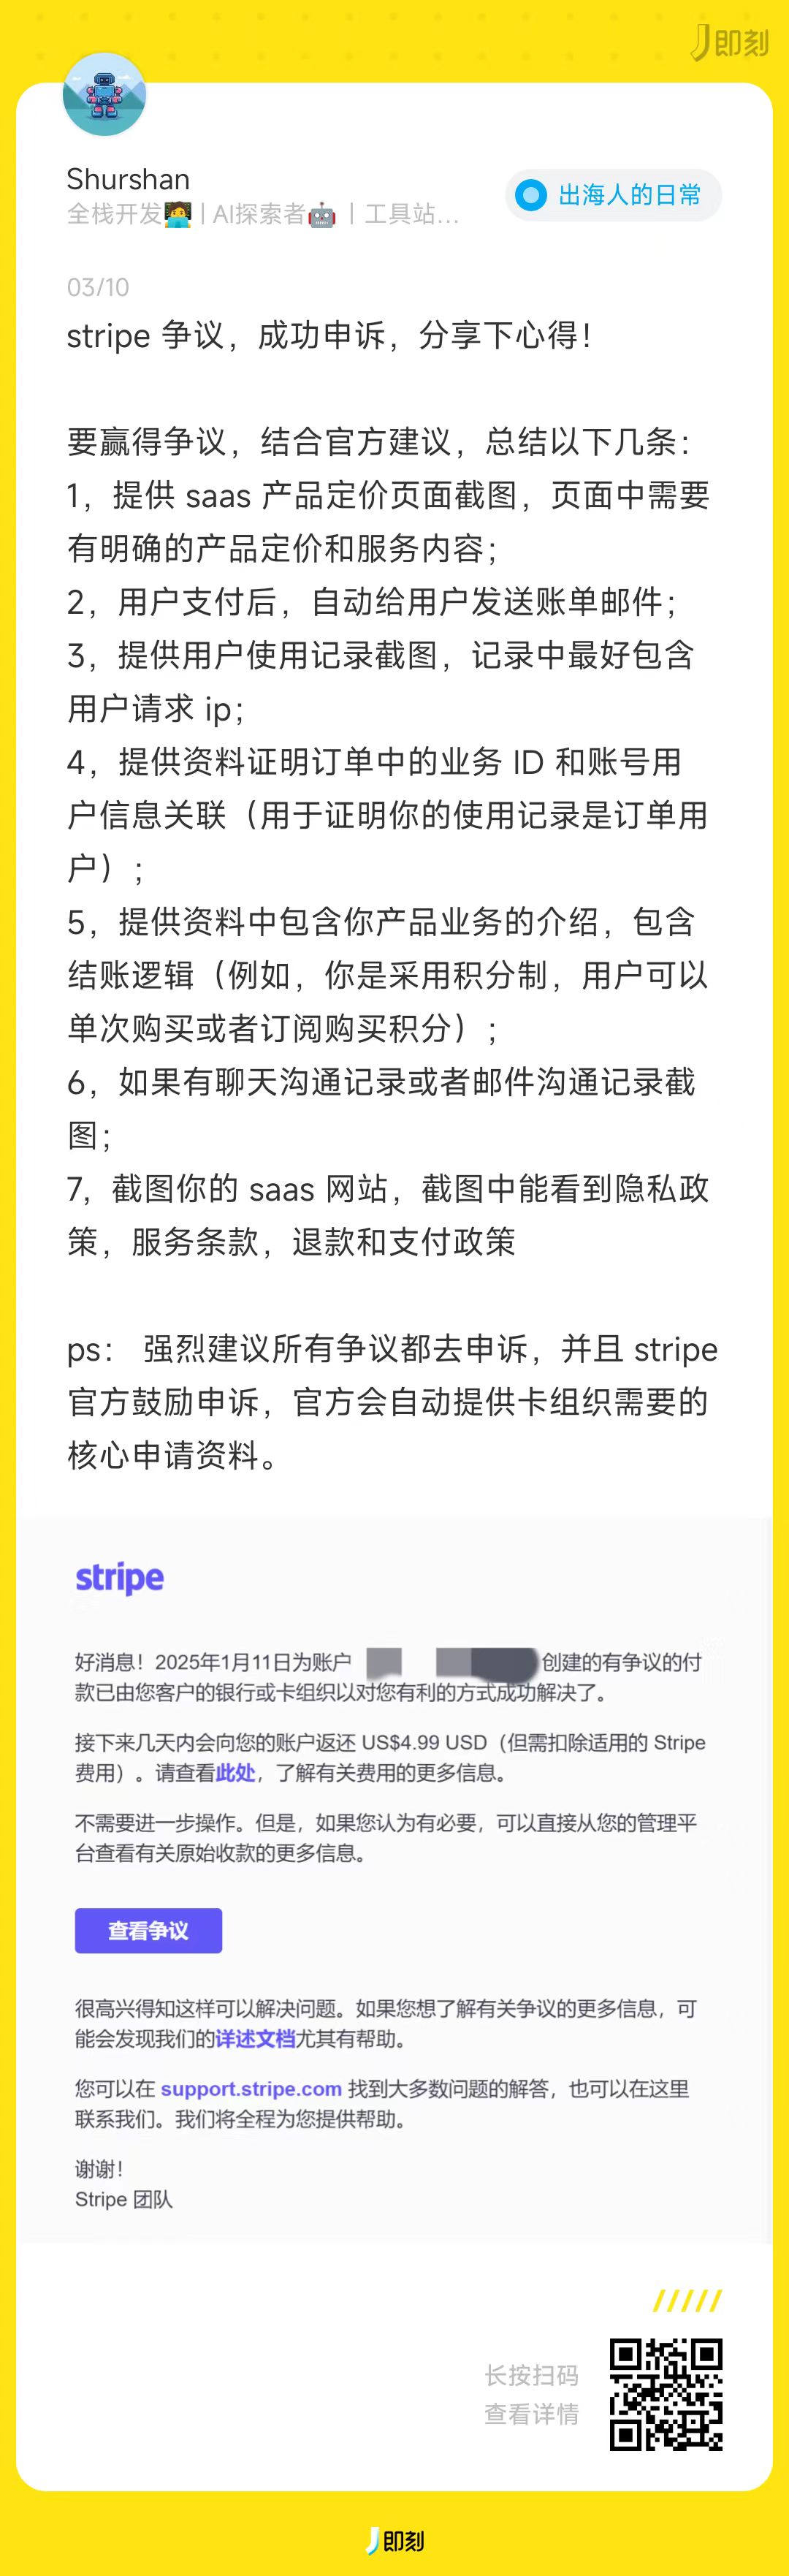 即刻
Shurshan
全栈开发🧑‍💻 | AI探索者🤖 | 工具站...
出海人的日常
03/10
stripe 争议，成功申诉，分享下心得！
要赢得争议，结合官方建议，总结以下几条：
1，提供 saas 产品定价页面截图，页面中需要
有明确的产品定价和服务内容；
2，用户支付后，自动给用户发送账单邮件；
3，提供用户使用记录截图，记录中最好包含
用户请求 ip；
4，提供资料证明订单中的业务 ID 和账号用
户信息关联（用于证明你的使用记录是订单用
户）；
5，提供资料中包含你产品业务的介绍，包含
结账逻辑（例如，你是采用积分制，用户可以
单次购买或者订阅购买积分）；
6，如果有聊天沟通记录或者邮件沟通记录截
图；
7，截图你的 saas 网站，截图中能看到隐私政
策，服务条款，退款和支付政策
ps： 强烈建议所有争议都去申诉，并且 stripe
官方鼓励申诉，官方会自动提供卡组织需要的
核心申请资料。
stripe
好消息！2025年1月11日为账户 创建的有争议的付
款已由您客户的银行或卡组织以对您有利的方式成功解决了。
接下来几天内会向您的账户返还 US$4.99 USD（但需扣除适用的 Stripe
费用）。请查看此处，了解有关费用的更多信息。
不需要进一步操作。但是，如果您认为有必要，可以直接从您的管理平
台查看有关原始收款的更多信息。
查看争议
很高兴得知这样可以解决问题。如果您想了解有关争议的更多信息，可
能会发现我们的详述文档尤其有帮助。
您可以在 support.stripe.com 找到大多数问题的解答，也可以在这里
联系我们。我们将全程为您提供帮助。
谢谢！
Stripe 团队
长按扫码
查看详情
即刻